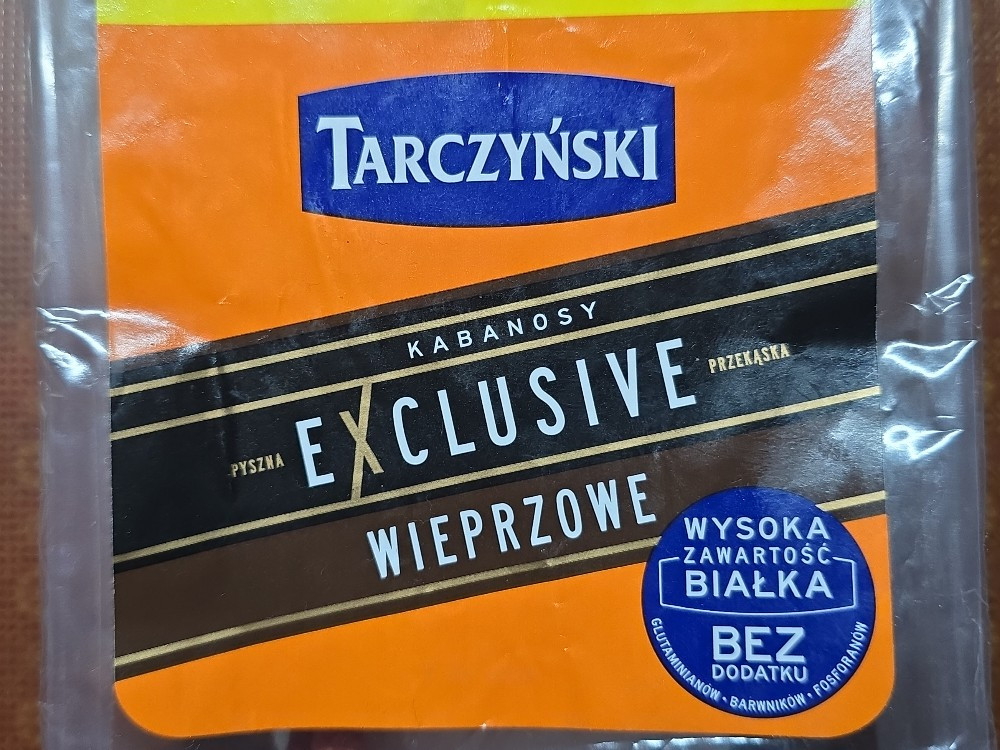 TARCZYŃSKI
KABANOSY
PYSZNA EXCLUSIVE PRZEKĄSKA
WIEPRZOWE
WYSOKA
ZAWARTOŚĆ
BIAŁKA
BEZ
DODATKU
GLUTAMINIANÓW • BARWNIKÓW • FOSFORANÓW